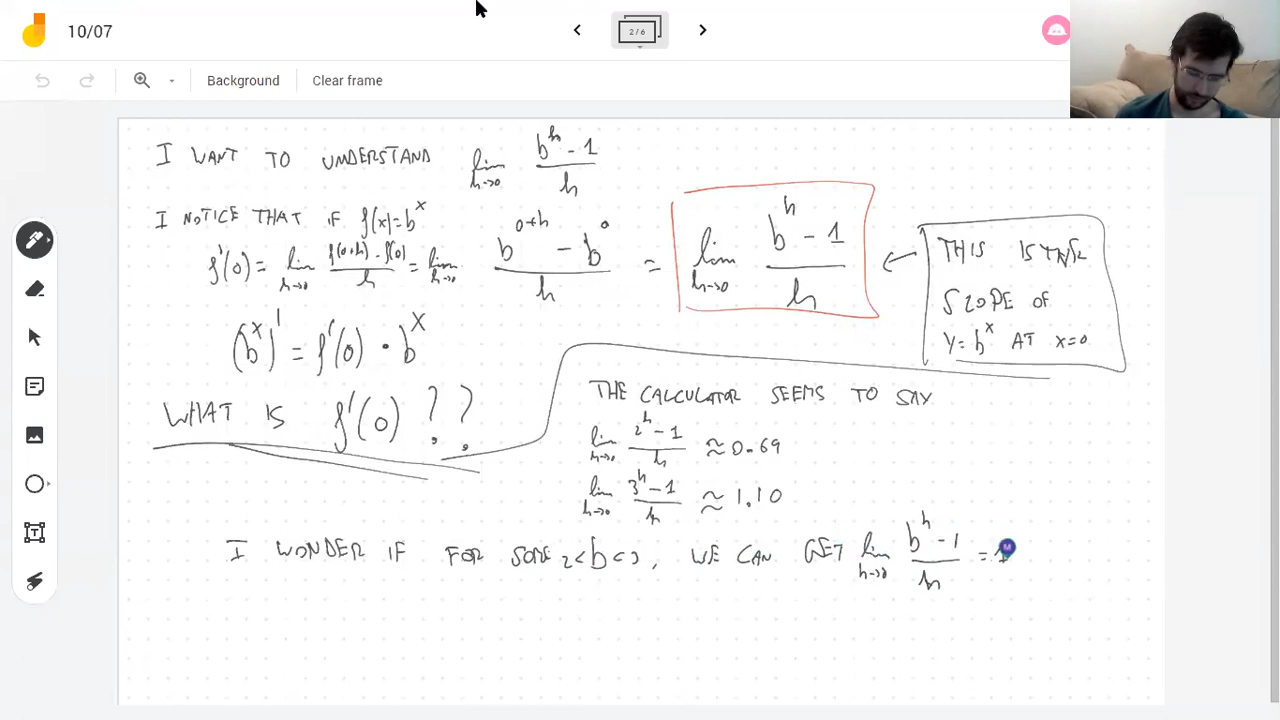 10/07
2/6
Background
Clear frame
I WANT TO UNDERSTAND lim h→0 (b^h - 1)/h
I NOTICE THAT IF f(x)=b^x
f'(0) = lim h→0 (f(0+h) - f(0))/h = lim h→0 (b^(0+h) - b^0)/h = lim h→0 (b^h - 1)/h
THIS IS THE
SLOPE OF
Y=b^x AT x=0
(b^x)' = f'(0) · b^x
WHAT IS f'(0) ??
THE CALCULATOR SEEMS TO SAY
lim h→0 (2^h - 1)/h ≈ 0.69
lim h→0 (3^h - 1)/h ≈ 1.10
I WONDER IF FOR SOME 2<b<3, WE CAN GET lim h→0 (b^h - 1)/h = 1
M